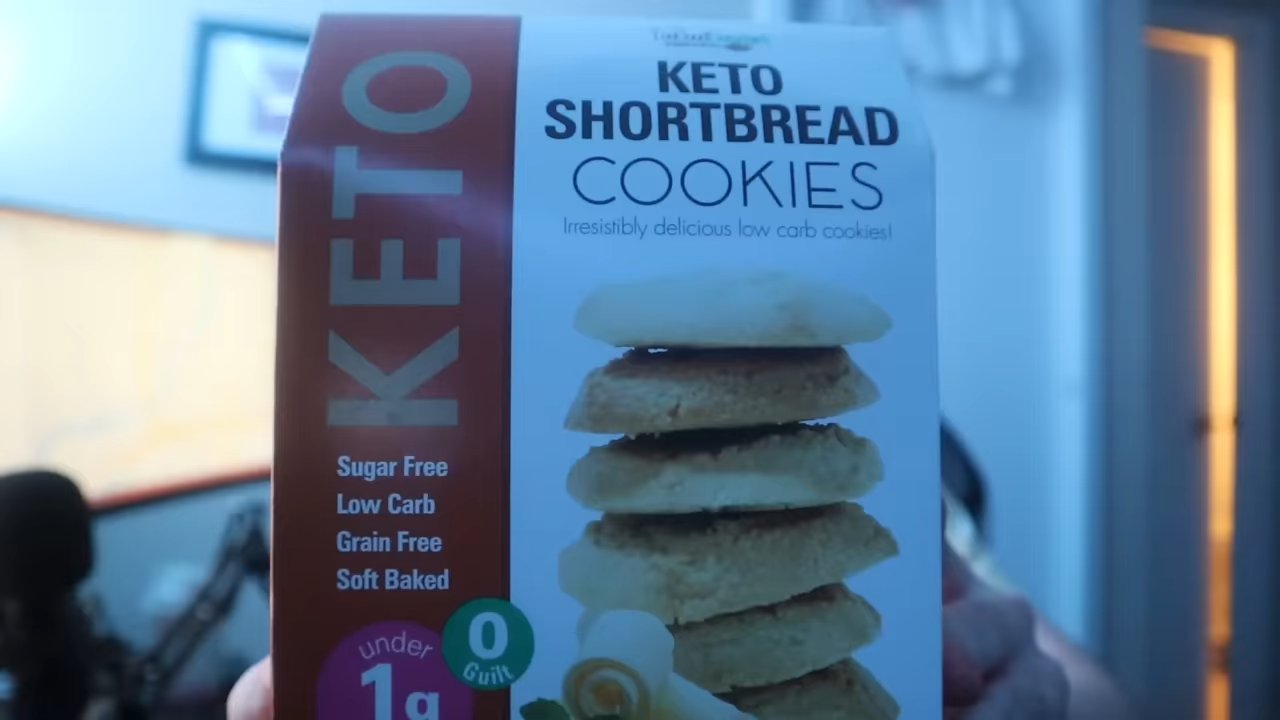 KETO
SHORTBREAD
COOKIES
Irresistibly delicious low carb cookies!
KETO
Sugar Free
Low Carb
Grain Free
Soft Baked
under
1g
0
Guilt